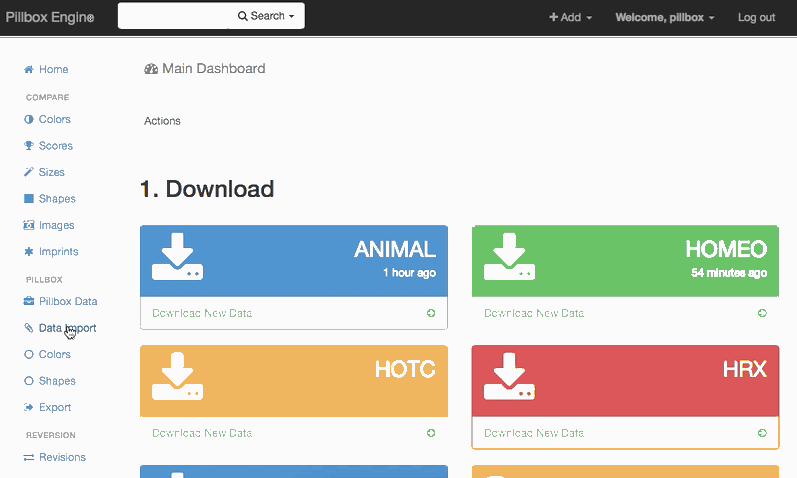 Pillbox Engine
Search
Add
Welcome, pillbox
Log out
Home
COMPARE
Colors
Scores
Sizes
Shapes
Images
Imprints
PILLBOX
Pillbox Data
Data Import
Colors
Shapes
Export
REVERSION
Revisions
Main Dashboard
Actions
1. Download
ANIMAL
1 hour ago
Download New Data
HOMEO
54 minutes ago
Download New Data
HOTC
Download New Data
HRX
Download New Data